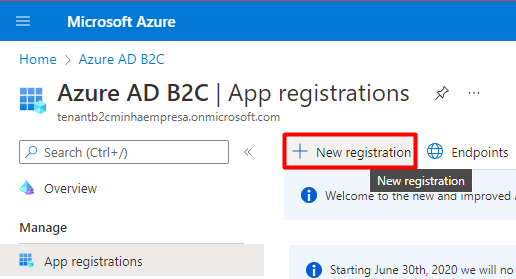 Microsoft Azure
Home > Azure AD B2C >
Azure AD B2C | App registrations
tenantb2cminhaempresa.onmicrosoft.com
Search (Ctrl+/)
«
+ New registration
Endpoints
New registration
Overview
Welcome to the new and improved A
Manage
App registrations
Starting June 30th, 2020 we will no